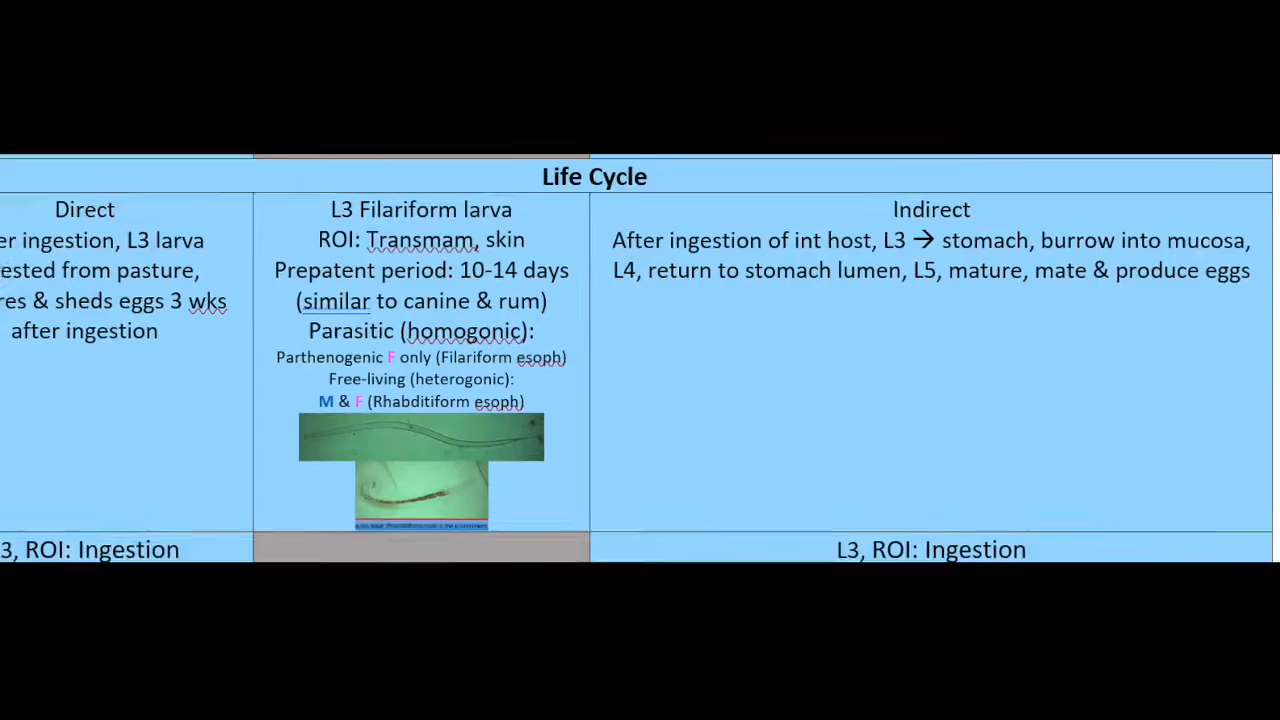 Life Cycle
Direct
er ingestion, L3 larva
ested from pasture,
res & sheds eggs 3 wks
after ingestion
L3 Filariform larva
ROI: Transmam, skin
Prepatent period: 10-14 days
(similar to canine & rum)
Parasitic (homogonic):
Parthenogenic F only (Filariform esoph)
Free-living (heterogonic):
M & F (Rhabditiform esoph)
Indirect
After ingestion of int host, L3 → stomach, burrow into mucosa,
L4, return to stomach lumen, L5, mature, mate & produce eggs
3, ROI: Ingestion
L3, ROI: Ingestion